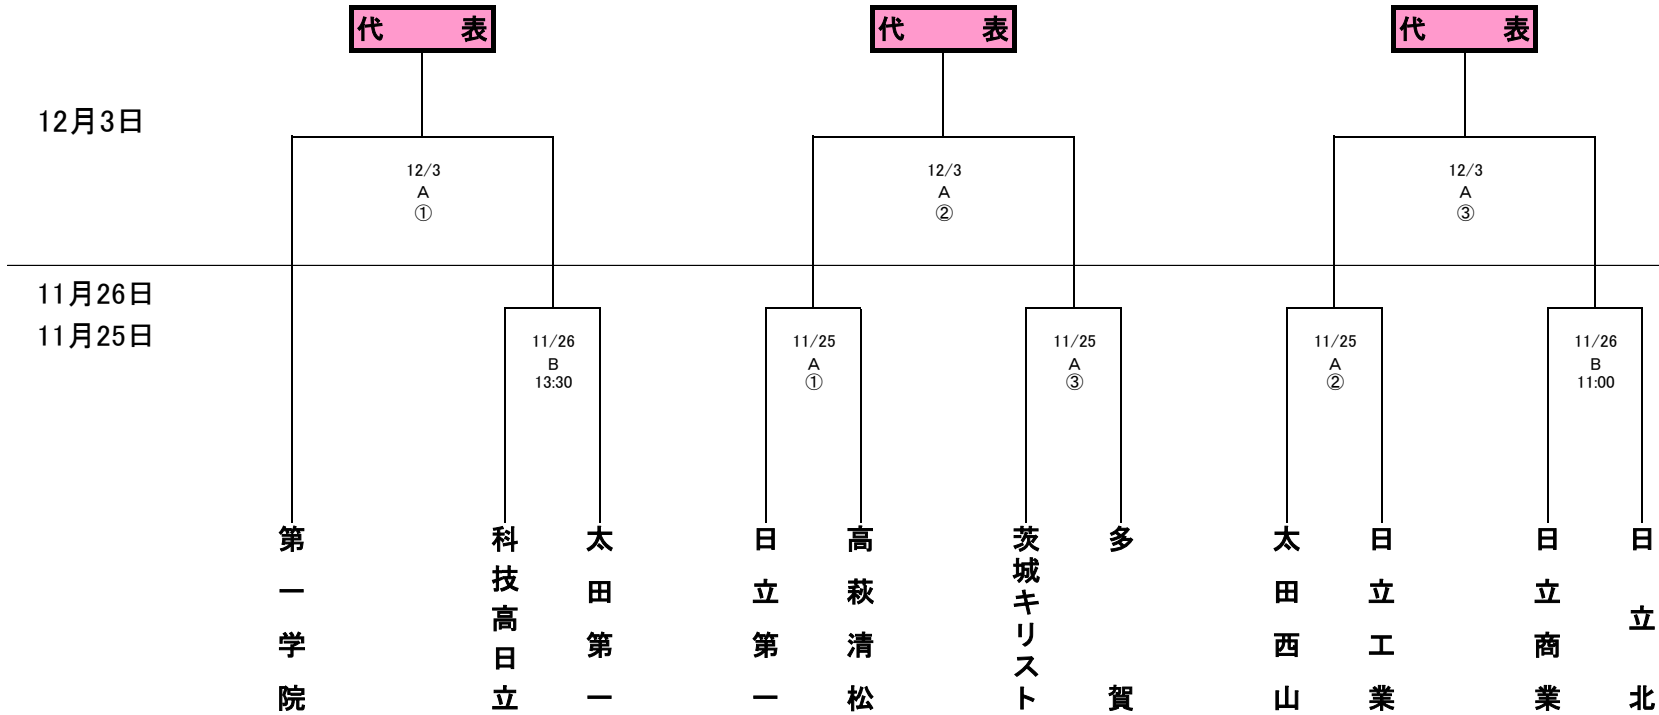 代　　表
代　　表
代　　表
12月3日
12/3
A
①
12/3
A
②
12/3
A
③
11月26日
11月25日
11/26
B
13:30
11/25
A
①
11/25
A
③
11/25
A
②
11/26
B
11:00
第一学院
科技高日立
太田第一
日立第一
高萩清松
茨城キリスト
多賀
太田西山
日立工業
日立商業
日立北